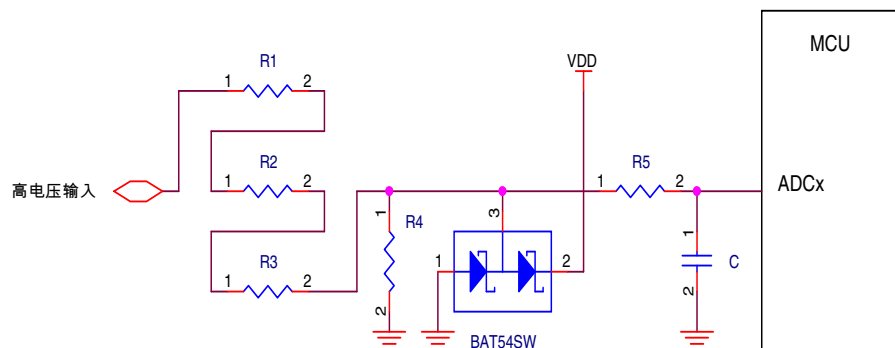 MCU
R1
1 2
VDD
R2
1 2
R5
1 2
高电压输入
ADCx
3
1
R4
R3
1 2
1 2
1
C
2
2
BAT54SW